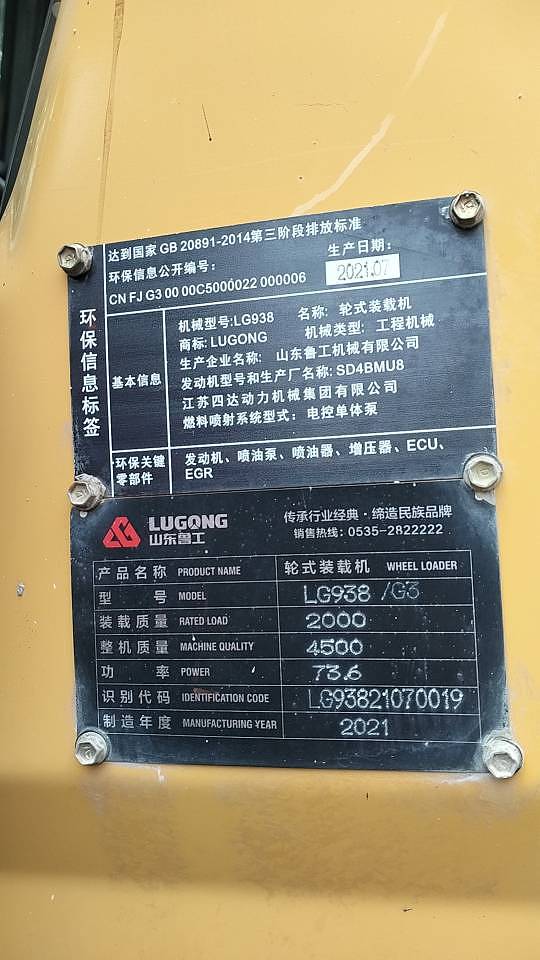 达到国家 GB 20891-2014第三阶段排放标准
环保信息公开编号：
生产日期：
CN FJ G3 00 00C5000022 000006
2021.07
环保信息标签
基本信息
机械型号:LG938 名称: 轮式装载机
商标: LUGONG 机械类型: 工程机械
生产企业名称: 山东鲁工机械有限公司
发动机型号和生产厂名称: SD4BMU8
江苏四达动力机械集团有限公司
燃料喷射系统型式: 电控单体泵
环保关键
零部件
发动机、喷油泵、喷油器、增压器、ECU、
EGR
LUGONG
山东鲁工
传承行业经典·缔造民族品牌
销售热线: 0535-2822222
产品名称 PRODUCT NAME 轮式装载机 WHEEL LOADER
型 号 MODEL LG938 /G3
装载质量 RATED LOAD 2000
整机质量 MACHINE QUALITY 4500
功 率 POWER 73.6
识别代码 IDENTIFICATION CODE LG93821070019
制造年度 MANUFACTURING YEAR 2021